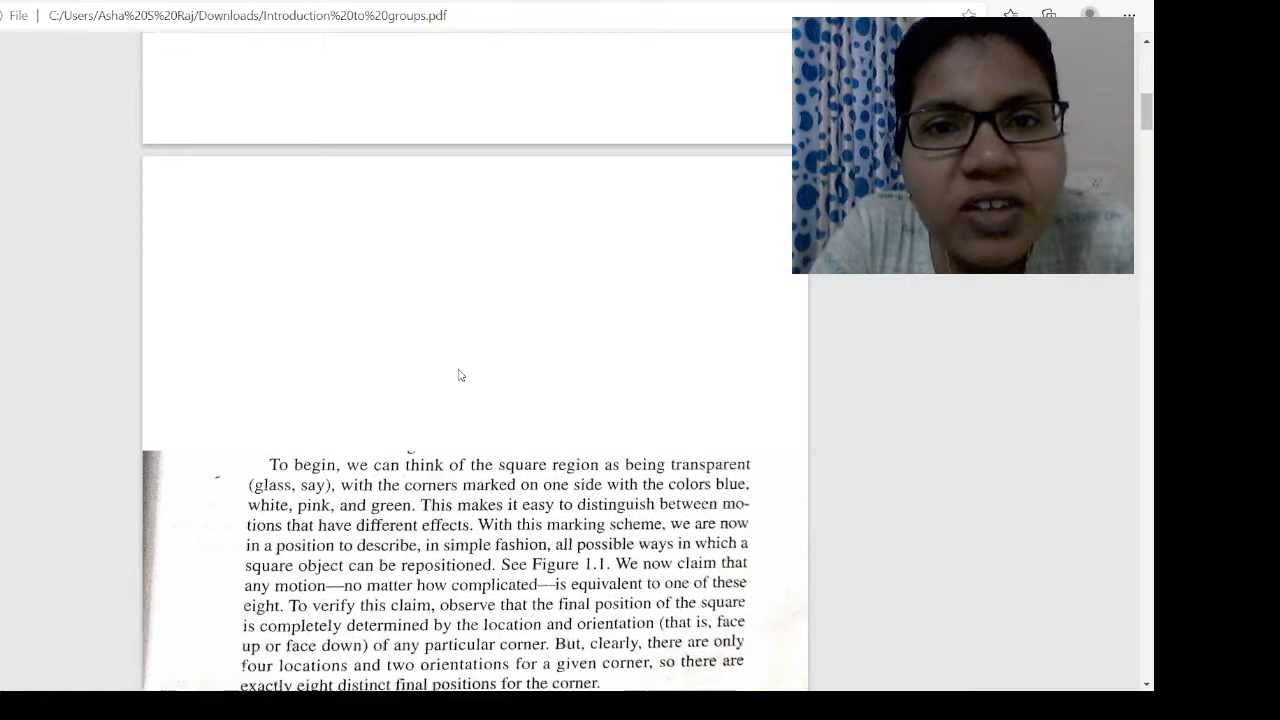 ) File | C:/Users/Asha%20S%20Raj/Downloads/Introduction%20to%20groups.pdf
To begin, we can think of the square region as being transparent
(glass, say), with the corners marked on one side with the colors blue,
white, pink, and green. This makes it easy to distinguish between mo-
tions that have different effects. With this marking scheme, we are now
in a position to describe, in simple fashion, all possible ways in which a
square object can be repositioned. See Figure 1.1. We now claim that
any motion—no matter how complicated—is equivalent to one of these
eight. To verify this claim, observe that the final position of the square
is completely determined by the location and orientation (that is, face
up or face down) of any particular corner. But, clearly, there are only
four locations and two orientations for a given corner, so there are
exactly eight distinct final positions for the corner.